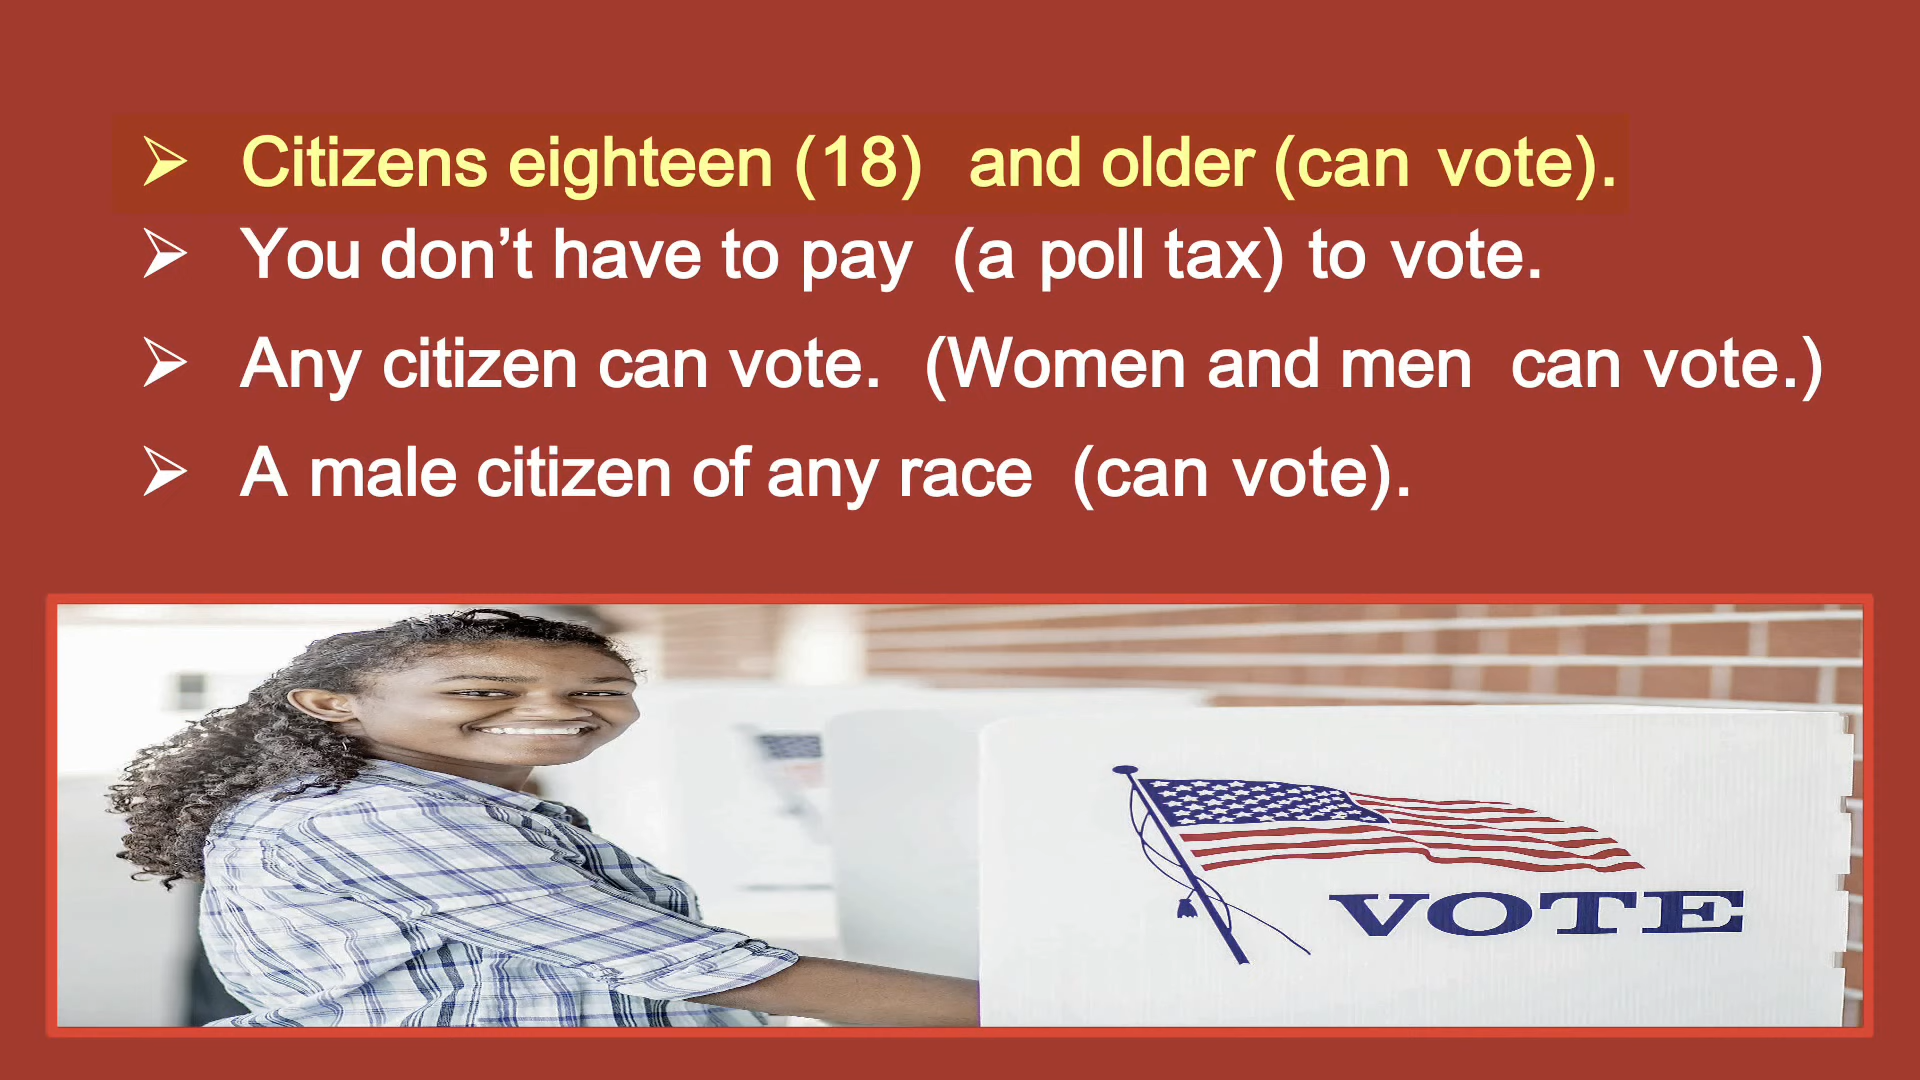 ➢ Citizens eighteen (18) and older (can vote).
➢ You don’t have to pay (a poll tax) to vote.
➢ Any citizen can vote. (Women and men can vote.)
➢ A male citizen of any race (can vote).
VOTE